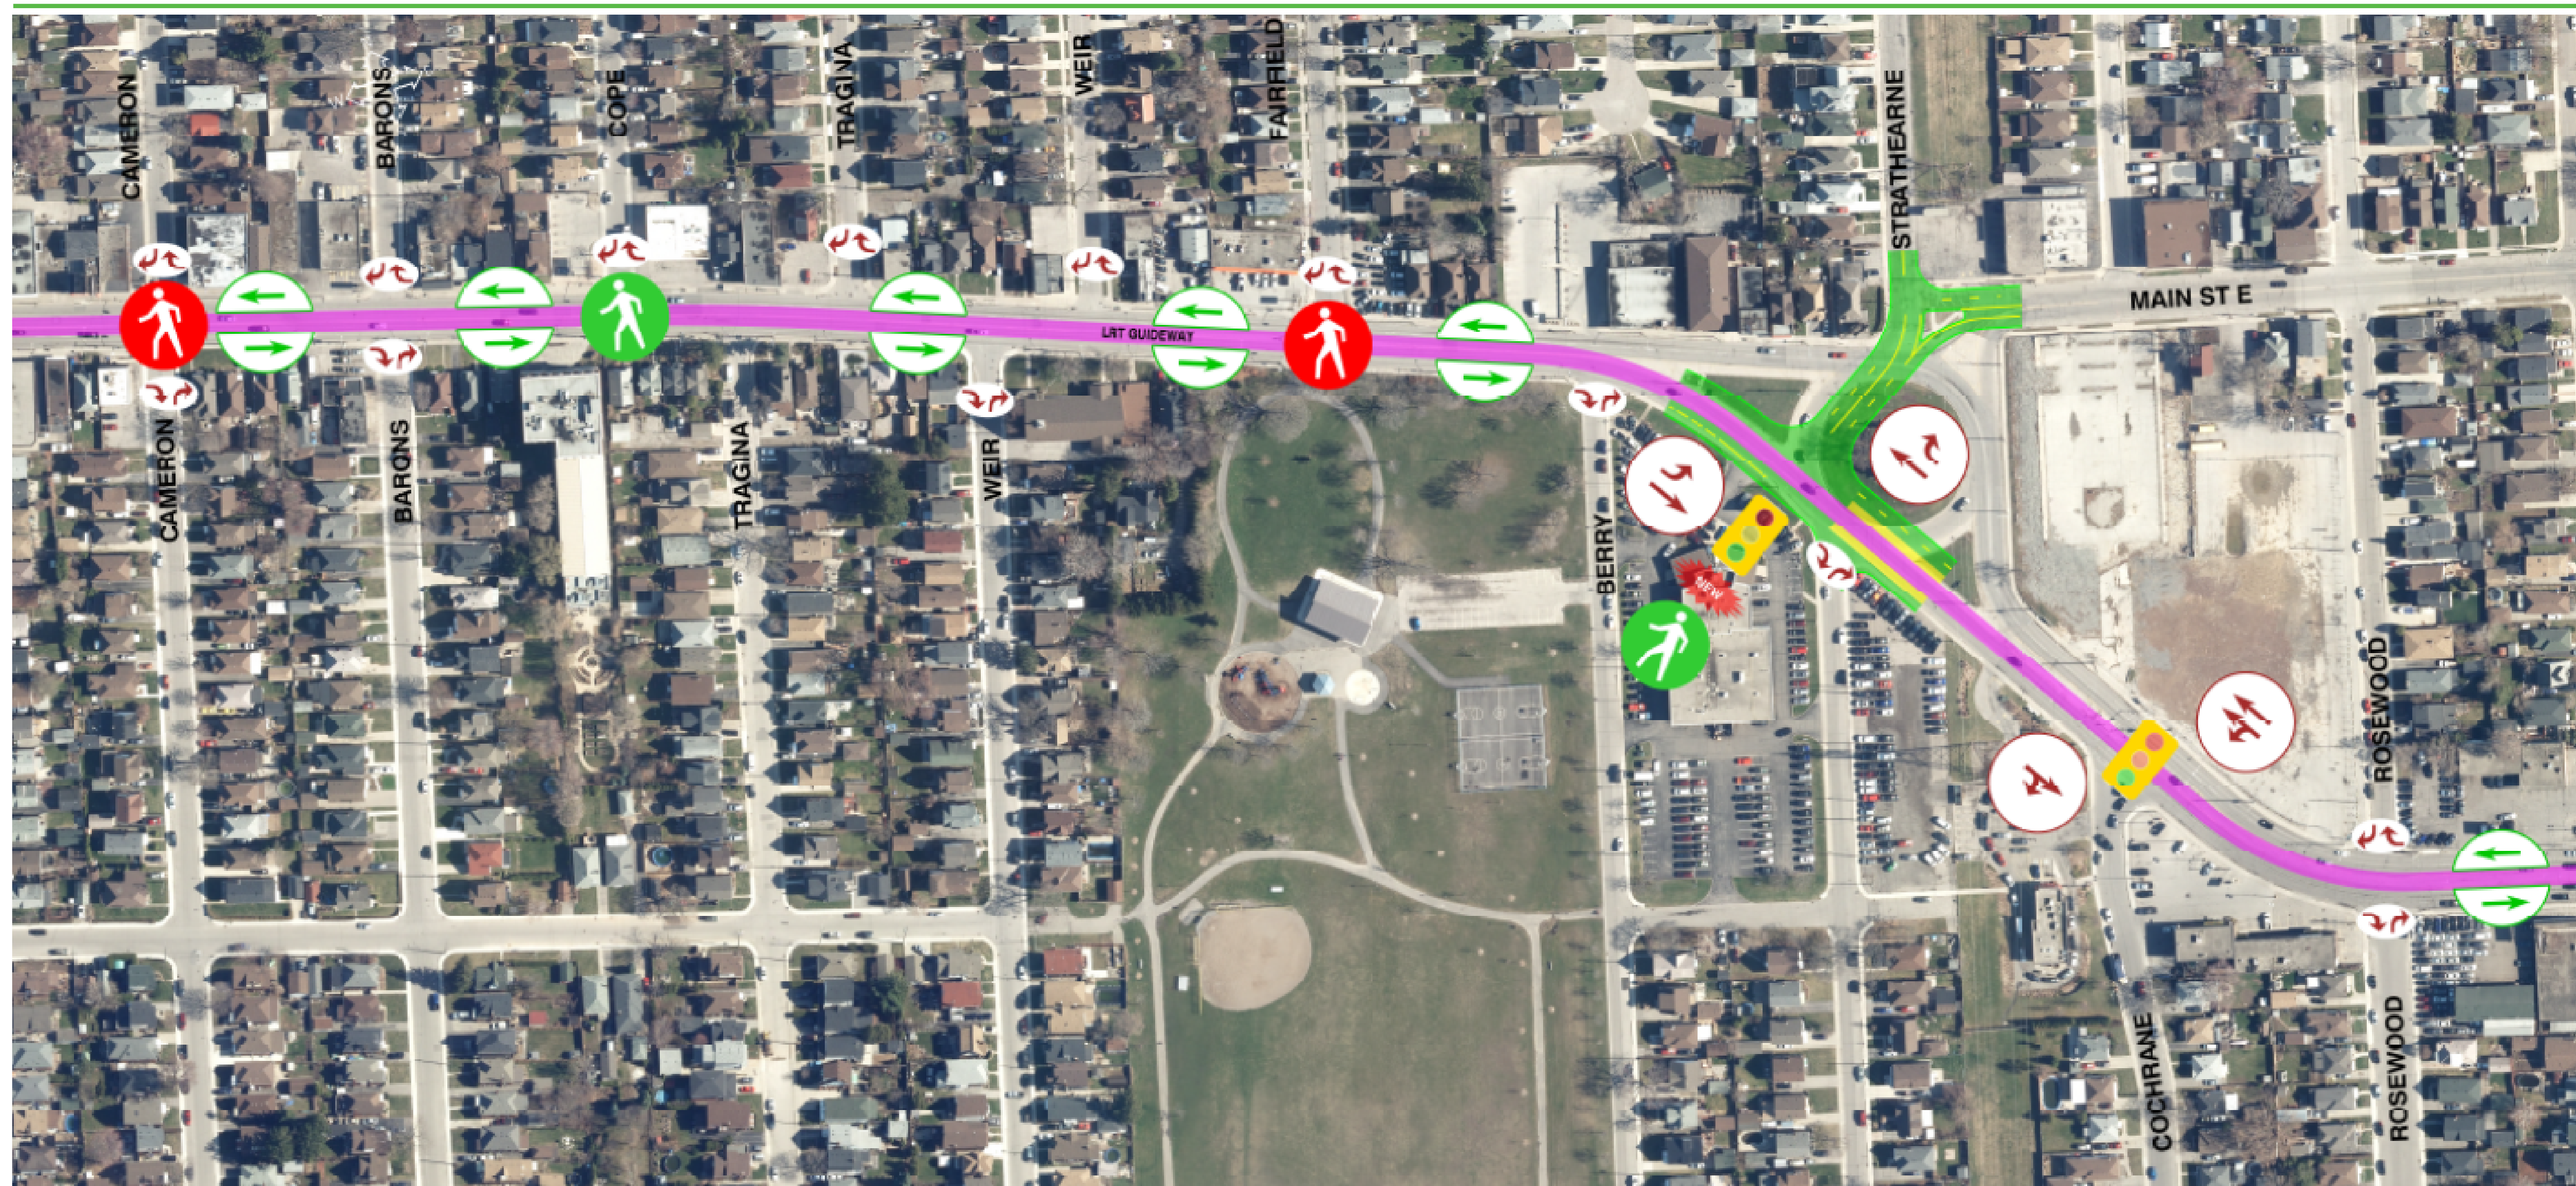 CAMERON
BARONS
COPE
TRAGINA
WEIR
FAIRFIELD
STRATHEARNE
MAIN ST E
LRT GUIDEWAY
CAMERON
BARONS
TRAGINA
WEIR
BERRY
NEW
ROSEWOOD
COCHRANE
ROSEWOOD